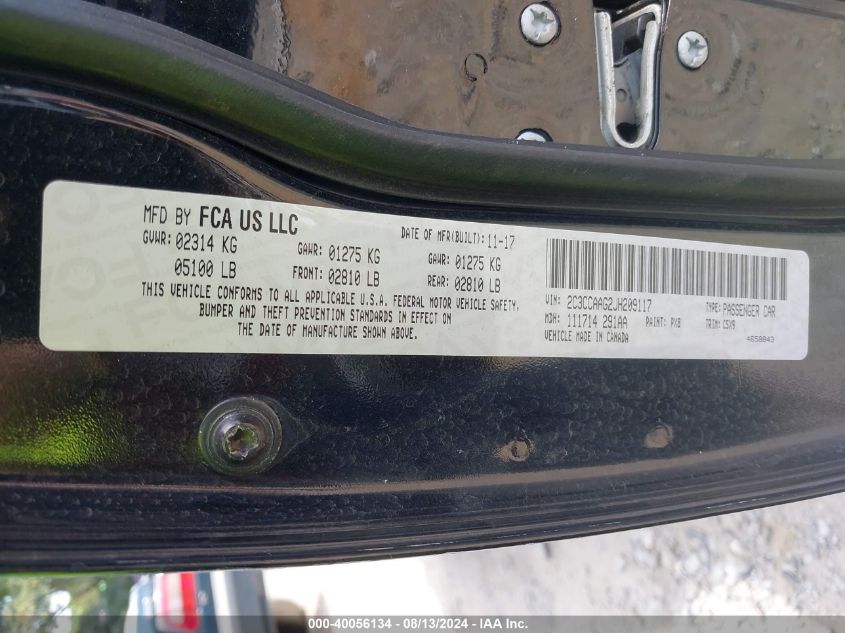 MFD BY FCA US LLC DATE OF MFR(BUILT): 11-17
GVWR: 02314 KG GAWR: 01275 KG GAWR: 01275 KG
05100 LB FRONT: 02810 LB REAR: 02810 LB
THIS VEHICLE CONFORMS TO ALL APPLICABLE U.S.A. FEDERAL MOTOR VEHICLE SAFETY,
BUMPER AND THEFT PREVENTION STANDARDS IN EFFECT ON
THE DATE OF MANUFACTURE SHOWN ABOVE.
VIN: 2C3CCAAG2JH209117 TYPE: PASSENGER CAR
MDH: 111714 291AA PAINT: PX8 TRIM: C5X9
VEHICLE MADE IN CANADA 4658843
000-40056134 - 08/13/2024 - IAA Inc.